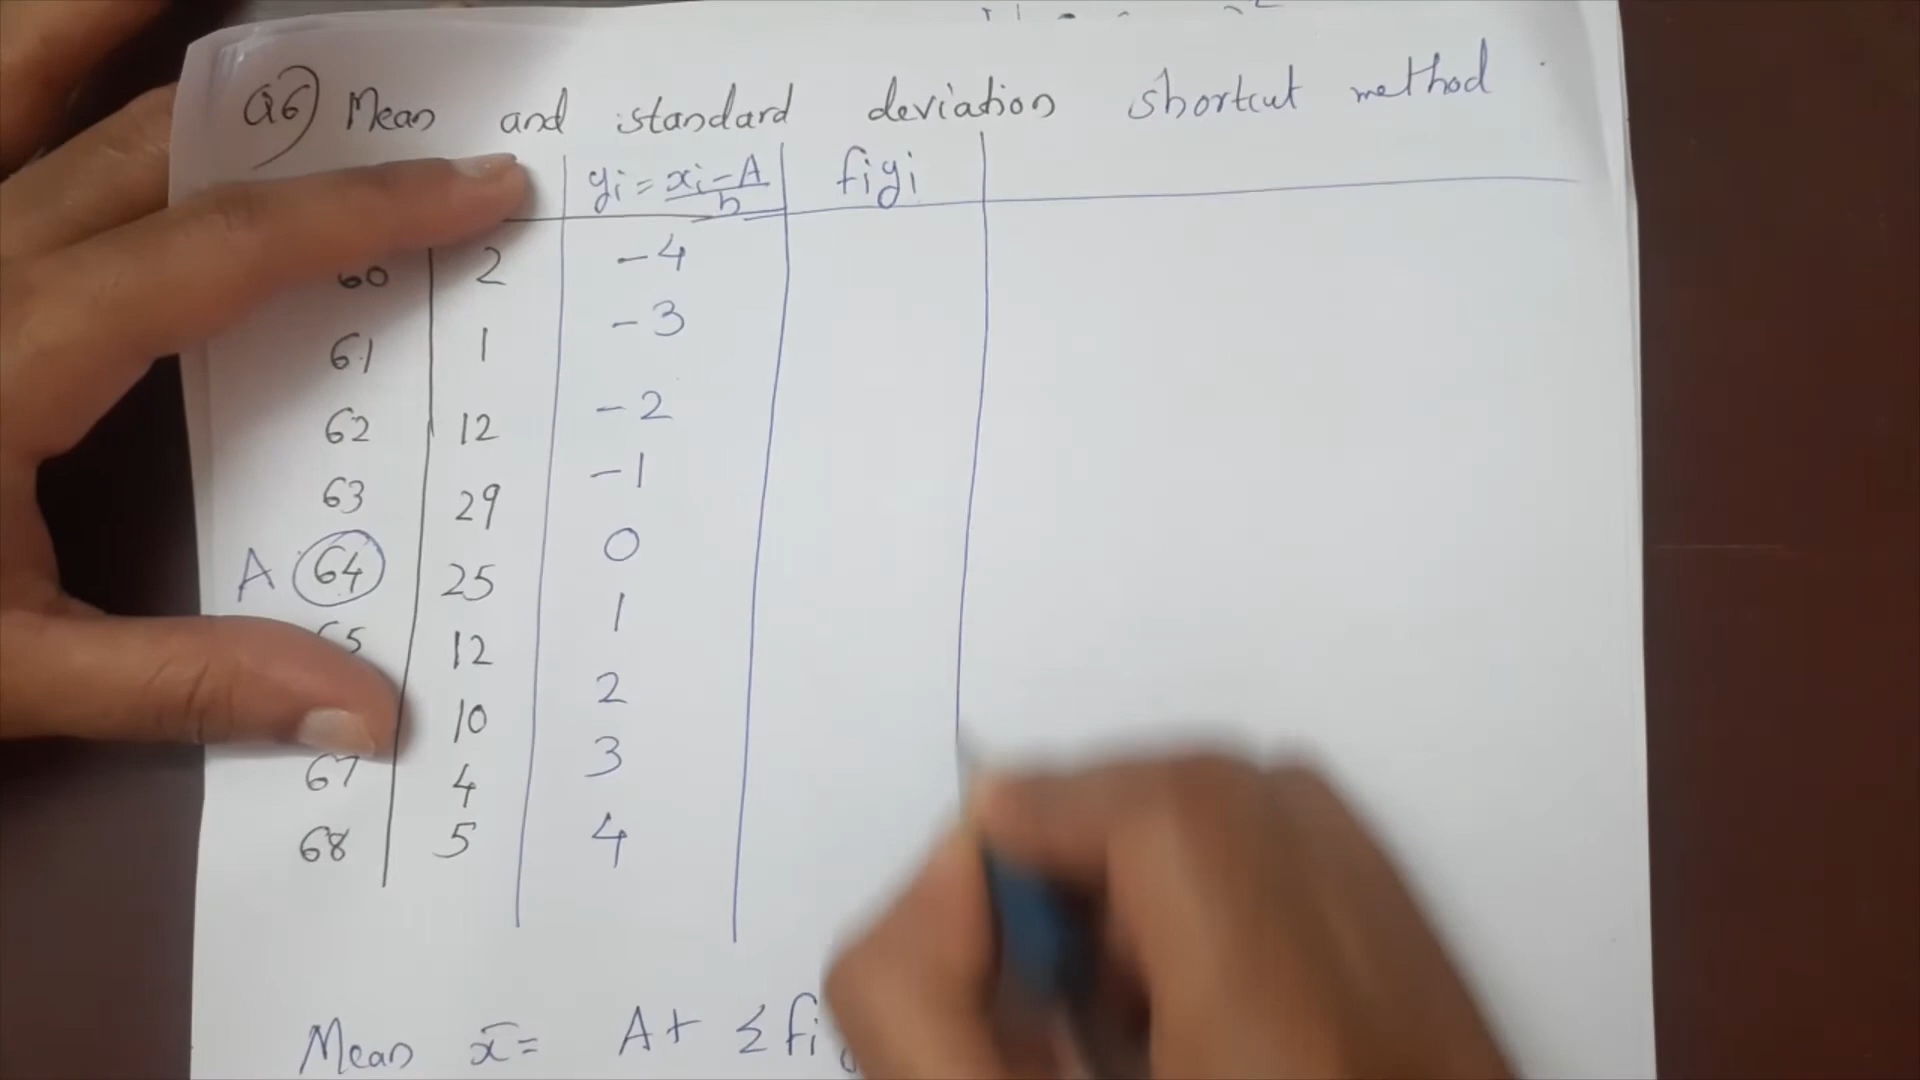 Q6) Mean and standard deviation shortcut method
yi = xi - A / h fiyi
60 2 -4
61 1 -3
62 12 -2
63 29 -1
A 64 25 0
65 12 1
10 2
67 4 3
68 5 4
Mean x̄ = A + Σfi